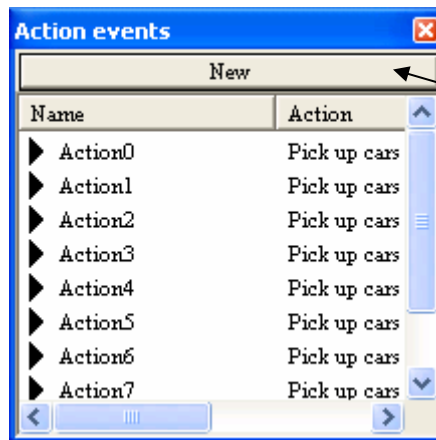 Action events
New
Name Action
Action0 Pick up cars
Action1 Pick up cars
Action2 Pick up cars
Action3 Pick up cars
Action4 Pick up cars
Action5 Pick up cars
Action6 Pick up cars
Action7 Pick up cars